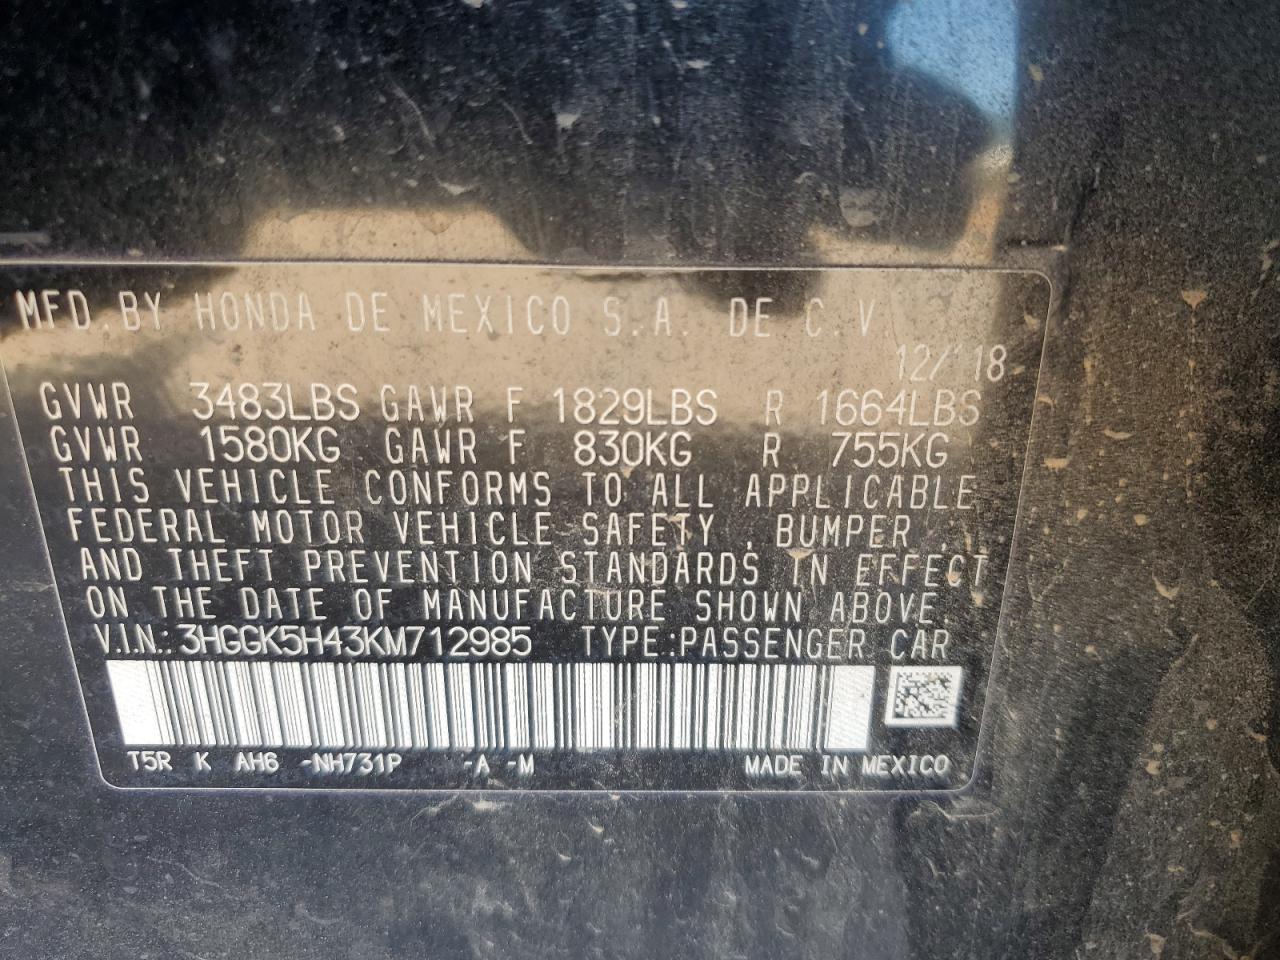 MFD. BY HONDA DE MEXICO S.A. DE C.V
12/ 18
GVWR 3483LBS GAWR F 1829LBS R 1664LBS
GVWR 1580KG GAWR F 830KG R 755KG
THIS VEHICLE CONFORMS TO ALL APPLICABLE
FEDERAL MOTOR VEHICLE SAFETY , BUMPER ,
AND THEFT PREVENTION STANDARDS IN EFFECT
ON THE DATE OF MANUFACTURE SHOWN ABOVE.
V.I.N.: 3HGGK5H43KM712985 TYPE:PASSENGER CAR
T5R K AH6 -NH731P -A -M MADE IN MEXICO